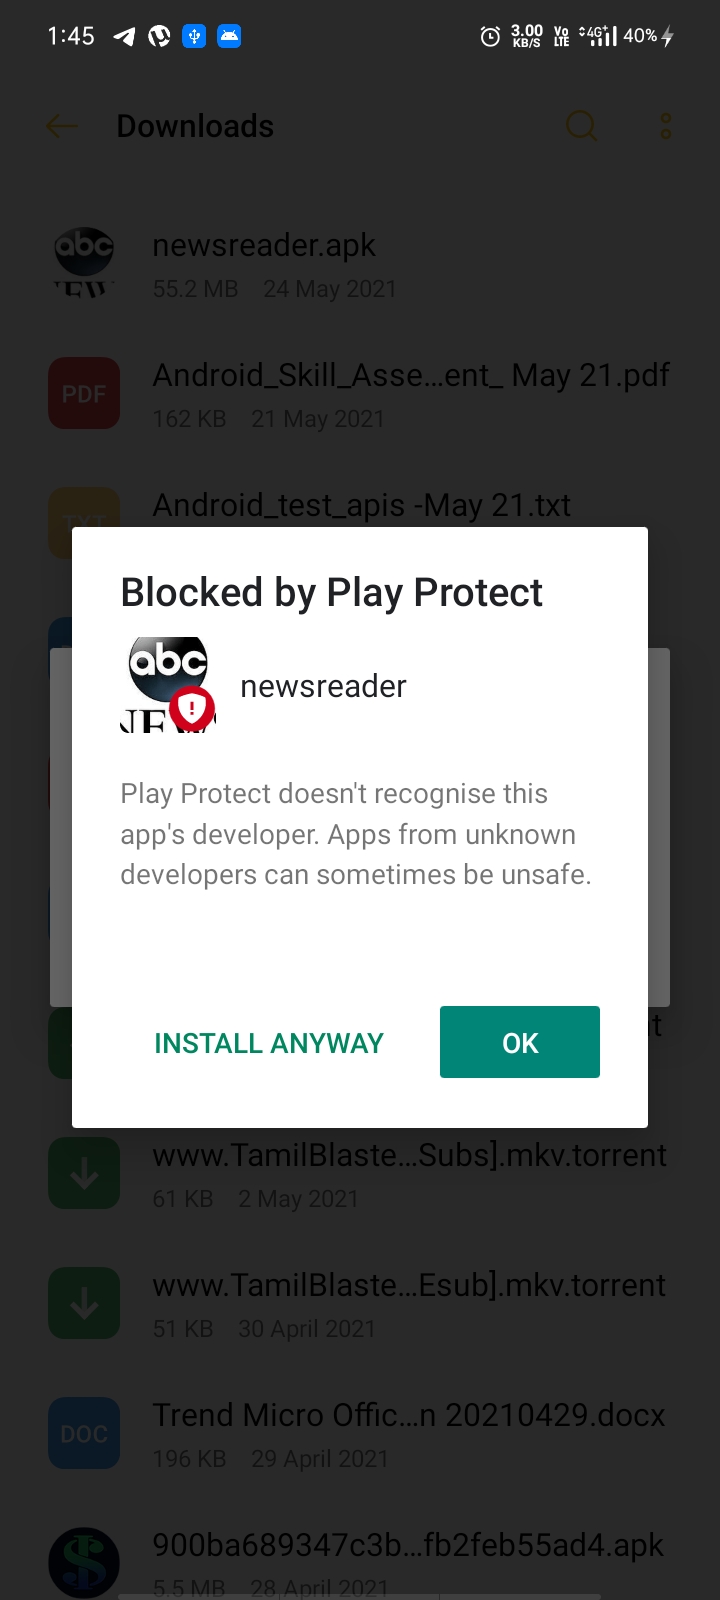 1:45
3.00
KB/S
Vo
LTE
4G+
40%
Downloads
abc
NEW
newsreader.apk
55.2 MB 24 May 2021
PDF
Android_Skill_Asse...ent_ May 21.pdf
162 KB 21 May 2021
TXT
Android_test_apis -May 21.txt
Blocked by Play Protect
abc
newsreader
Play Protect doesn't recognise this
app's developer. Apps from unknown
developers can sometimes be unsafe.
INSTALL ANYWAY
OK
www.TamilBlaste...Subs].mkv.torrent
61 KB 2 May 2021
www.TamilBlaste...Esub].mkv.torrent
51 KB 30 April 2021
DOC
Trend Micro Offic...n 20210429.docx
196 KB 29 April 2021
900ba689347c3b...fb2feb55ad4.apk
5.5 MB 28 April 2021